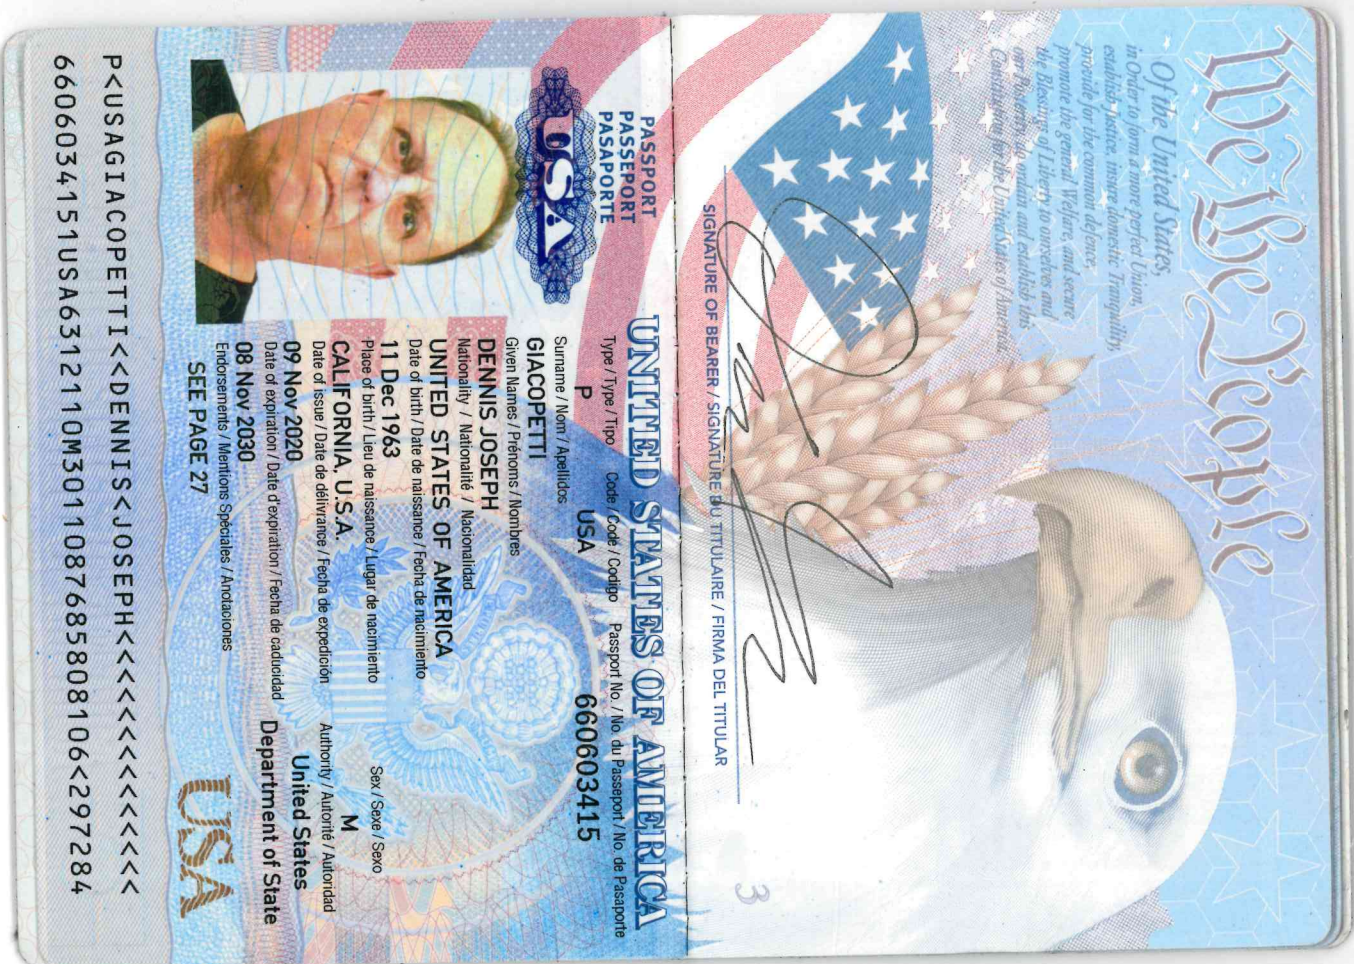 We the People
Of the United States,
in Order to form a more perfect Union,
establish Justice, insure domestic Tranquility,
provide for the common defence,
promote the general Welfare, and secure
the Blessings of Liberty to ourselves and
our Posterity, do ordain and establish this
Constitution for the United States of America.
SIGNATURE OF BEARER / SIGNATURE DU TITULAIRE / FIRMA DEL TITULAR
3
UNITED STATES OF AMERICA
PASSPORT
PASSEPORT
PASAPORTE
USA
Type / Type / Tipo Code / Code / Codigo Passport No. / No. du Passeport / No. de Pasaporte
P USA 660603415
Surname / Nom / Apellidos
GIACOPETTI
Given Names / Prénoms / Nombres
DENNIS JOSEPH
Nationality / Nationalité / Nacionalidad
UNITED STATES OF AMERICA
Date of birth / Date de naissance / Fecha de nacimiento
11 Dec 1963
Place of birth / Lieu de naissance / Lugar de nacimiento Sex / Sexe / Sexo
CALIFORNIA, U.S.A. M
Date of issue / Date de délivrance / Fecha de expedición Authority / Autorité / Autoridad
09 Nov 2020 United States
Date of expiration / Date d'expiration / Fecha de caducidad Department of State
08 Nov 2030
Endorsements / Mentions Spéciales / Anotaciones
SEE PAGE 27
USA
P<USAGIACOPETTI<<DENNIS<JOSEPH<<<<<<<<<<<<<<
6606034151USA6312110M3011087685808106<297284